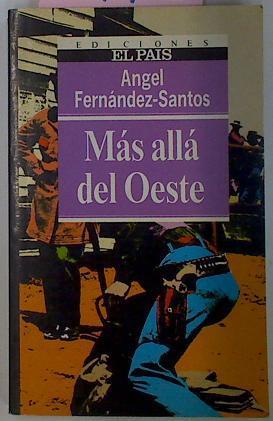 EDICIONES
EL PAIS
Angel
Fernández-Santos
Más allá
del Oeste